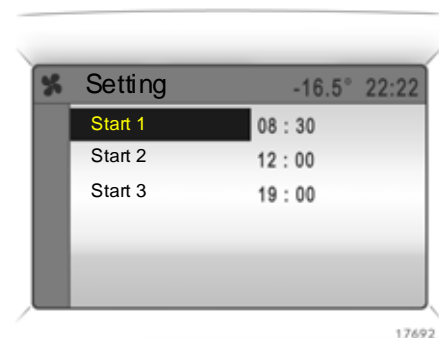 Setting -16.5° 22:22
Start 1 08 : 30
Start 2 12 : 00
Start 3 19 : 00
17692